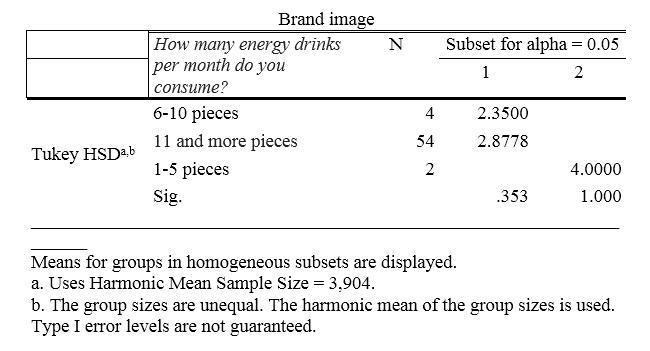 Brand image
How many energy drinks per month do you consume? N Subset for alpha = 0.05
1 2
Tukey HSDa,b
6-10 pieces 4 2.3500
11 and more pieces 54 2.8778
1-5 pieces 2 4.0000
Sig. .353 1.000
Means for groups in homogeneous subsets are displayed.
a. Uses Harmonic Mean Sample Size = 3,904.
b. The group sizes are unequal. The harmonic mean of the group sizes is used.
Type I error levels are not guaranteed.